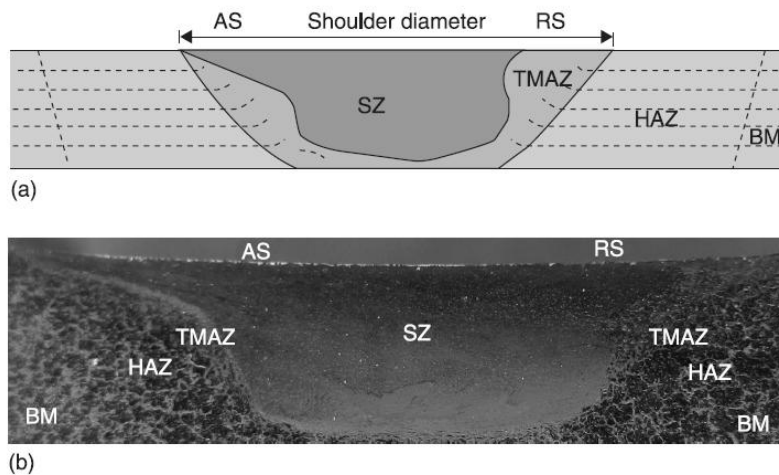 AS Shoulder diameter RS
TMAZ
SZ
HAZ
BM
(a)
AS RS
SZ
TMAZ TMAZ
HAZ HAZ
BM BM
(b)